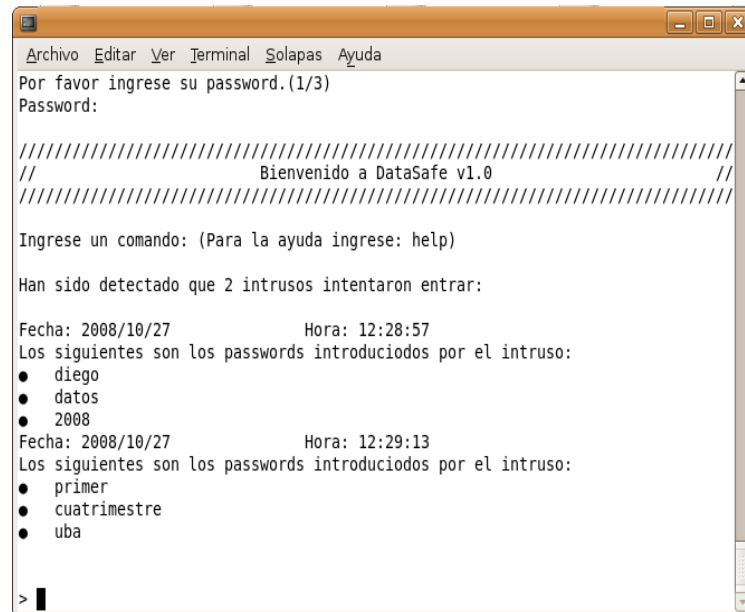 Archivo Editar Ver Terminal Solapas Ayuda
Por favor ingrese su password.(1/3)
Password:
////////////////////////////////////////////////////////////////////////////////
// Bienvenido a DataSafe v1.0 //
////////////////////////////////////////////////////////////////////////////////
Ingrese un comando: (Para la ayuda ingrese: help)
Han sido detectado que 2 intrusos intentaron entrar:
Fecha: 2008/10/27 Hora: 12:28:57
Los siguientes son los passwords introduciodos por el intruso:
● diego
● datos
● 2008
Fecha: 2008/10/27 Hora: 12:29:13
Los siguientes son los passwords introduciodos por el intruso:
● primer
● cuatrimestre
● uba
>